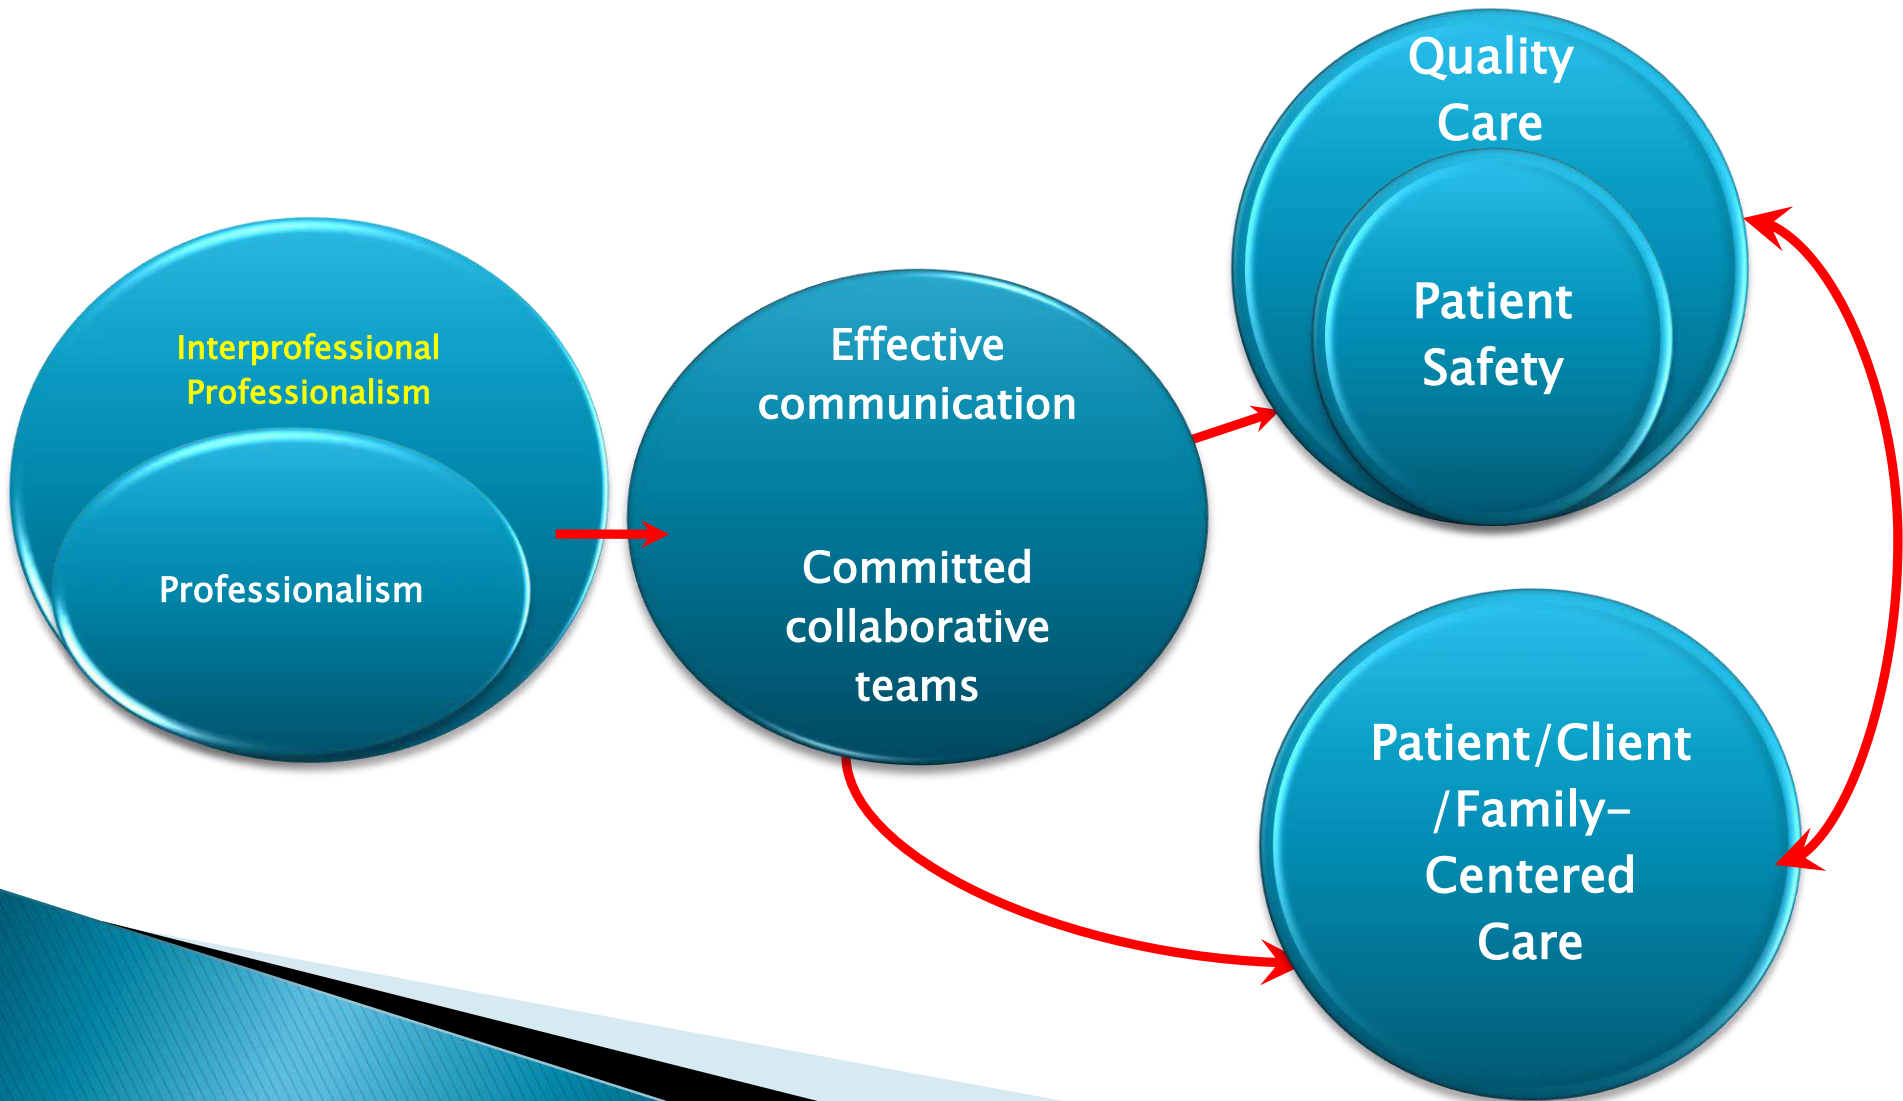 Interprofessional
Professionalism
Professionalism
Effective
communication
Committed
collaborative
teams
Quality
Care
Patient
Safety
Patient/Client
/Family-
Centered
Care